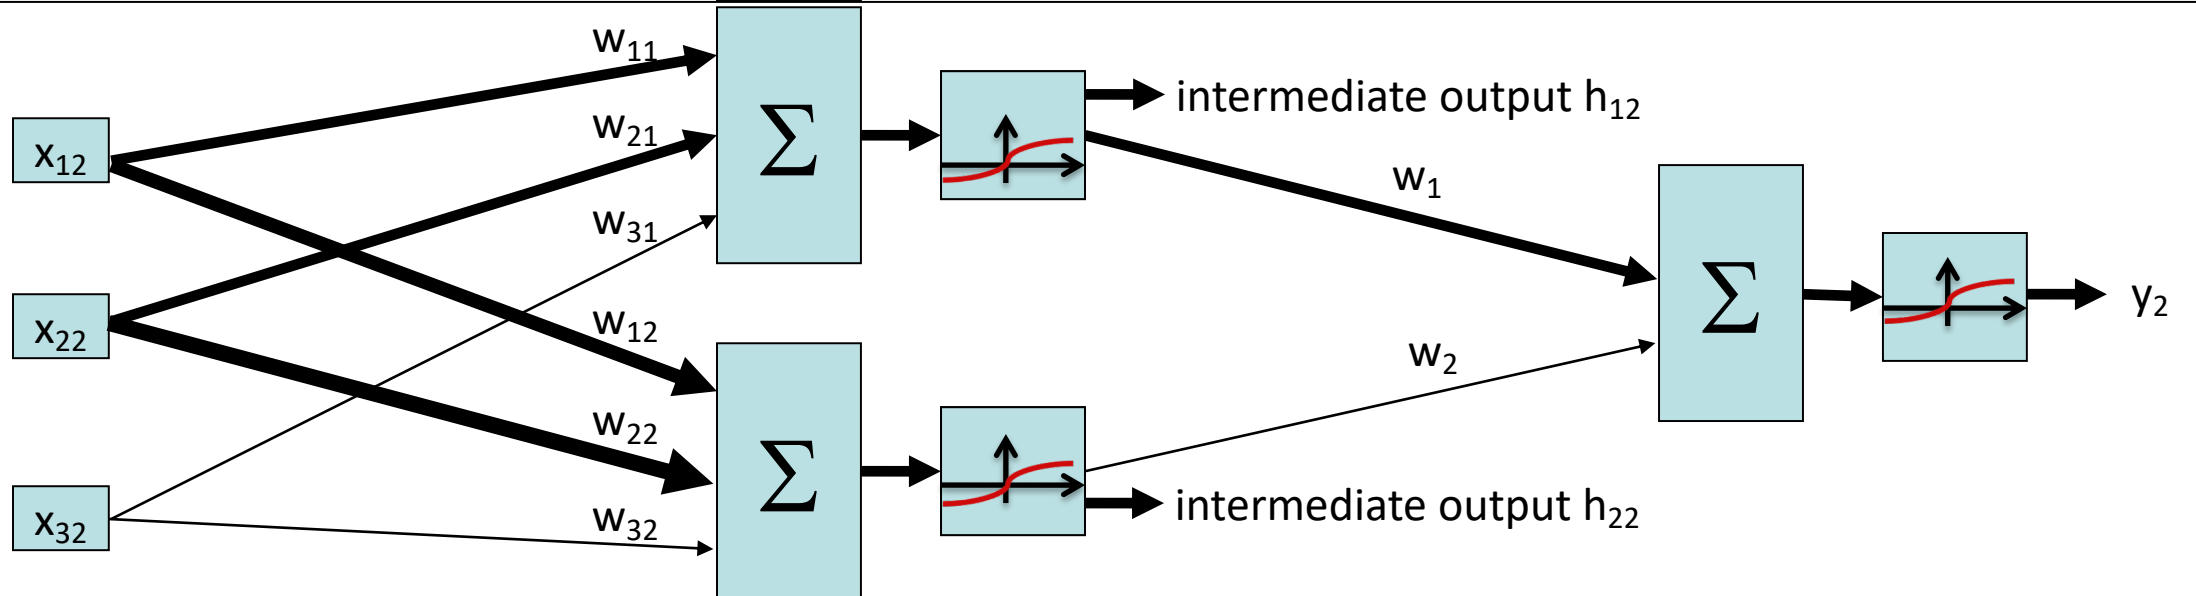 w₁₁
x₁₂
w₂₁
Σ
intermediate output h₁₂
w₃₁
w₁
x₂₂
w₁₂
Σ
y₂
w₂
w₂₂
Σ
intermediate output h₂₂
x₃₂
w₃₂